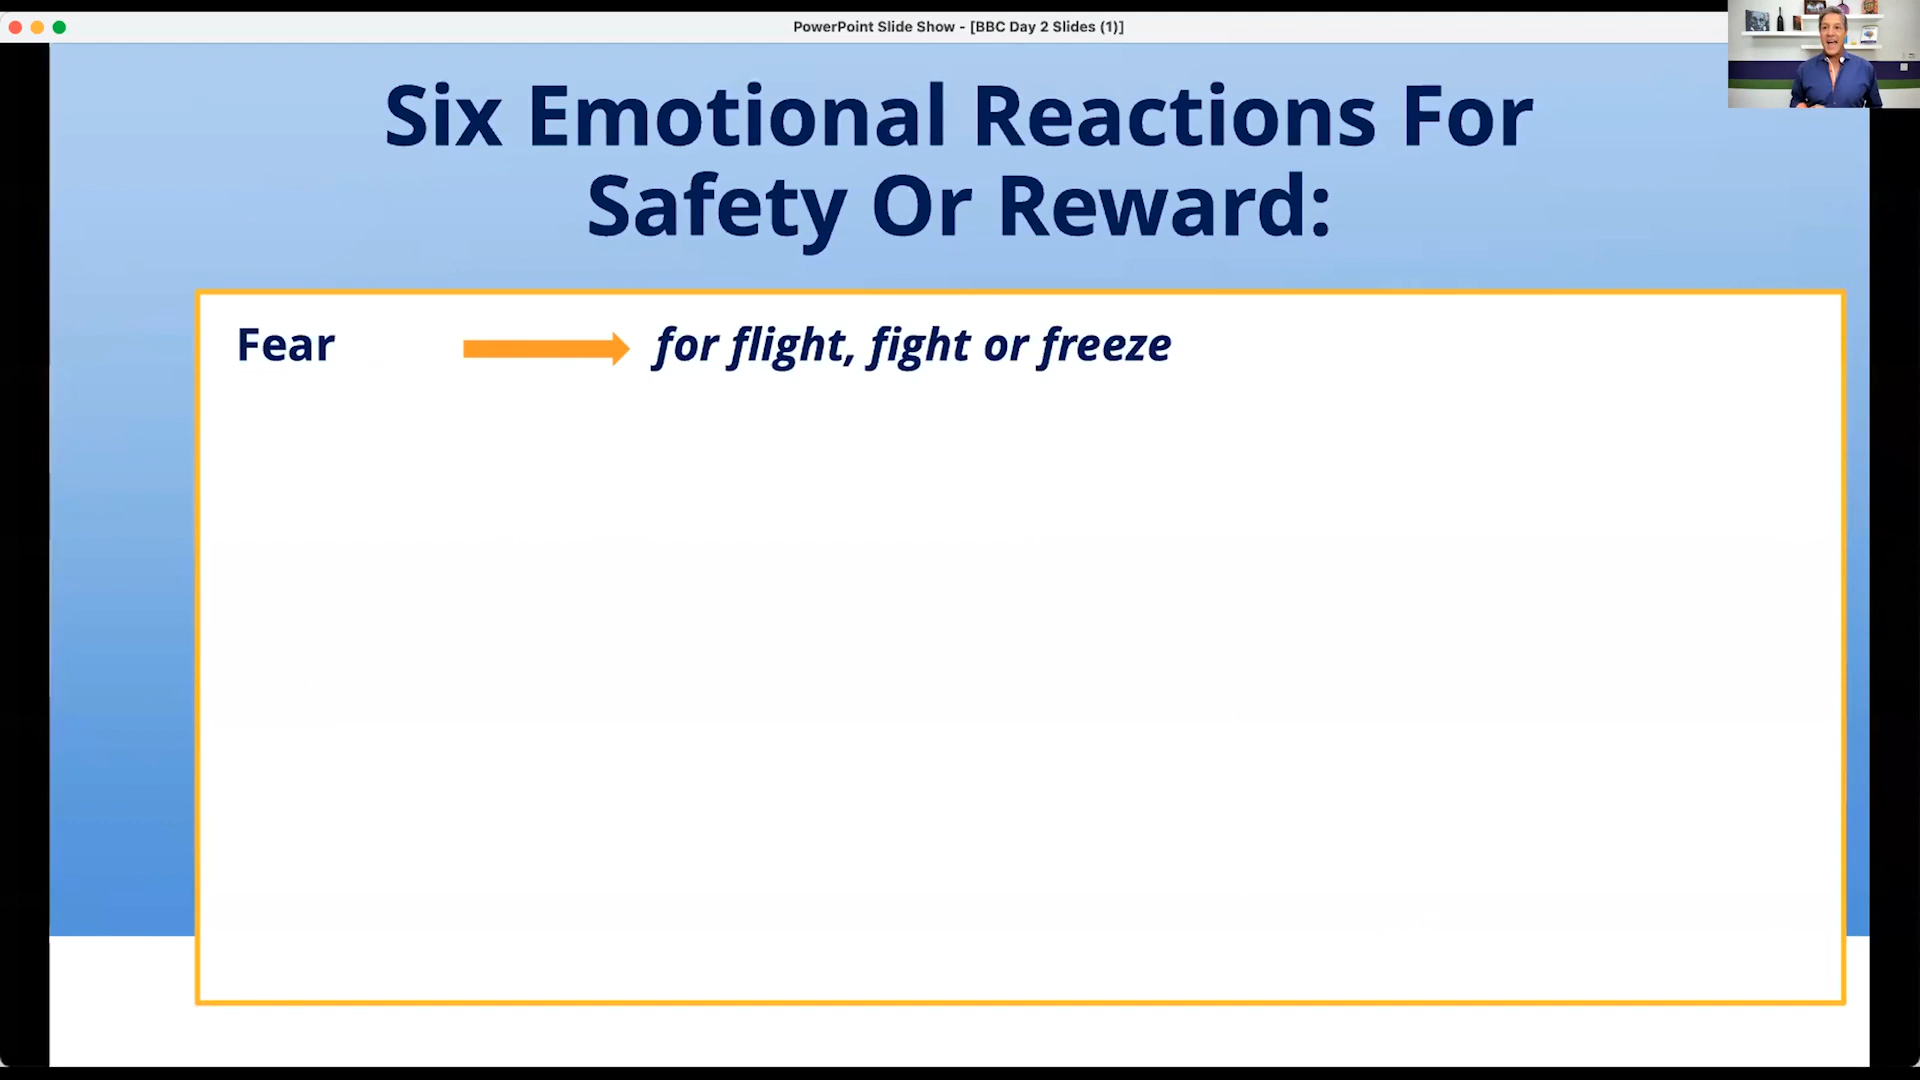 PowerPoint Slide Show - [BBC Day 2 Slides (1)]
Six Emotional Reactions For
Safety Or Reward:
Fear for flight, fight or freeze